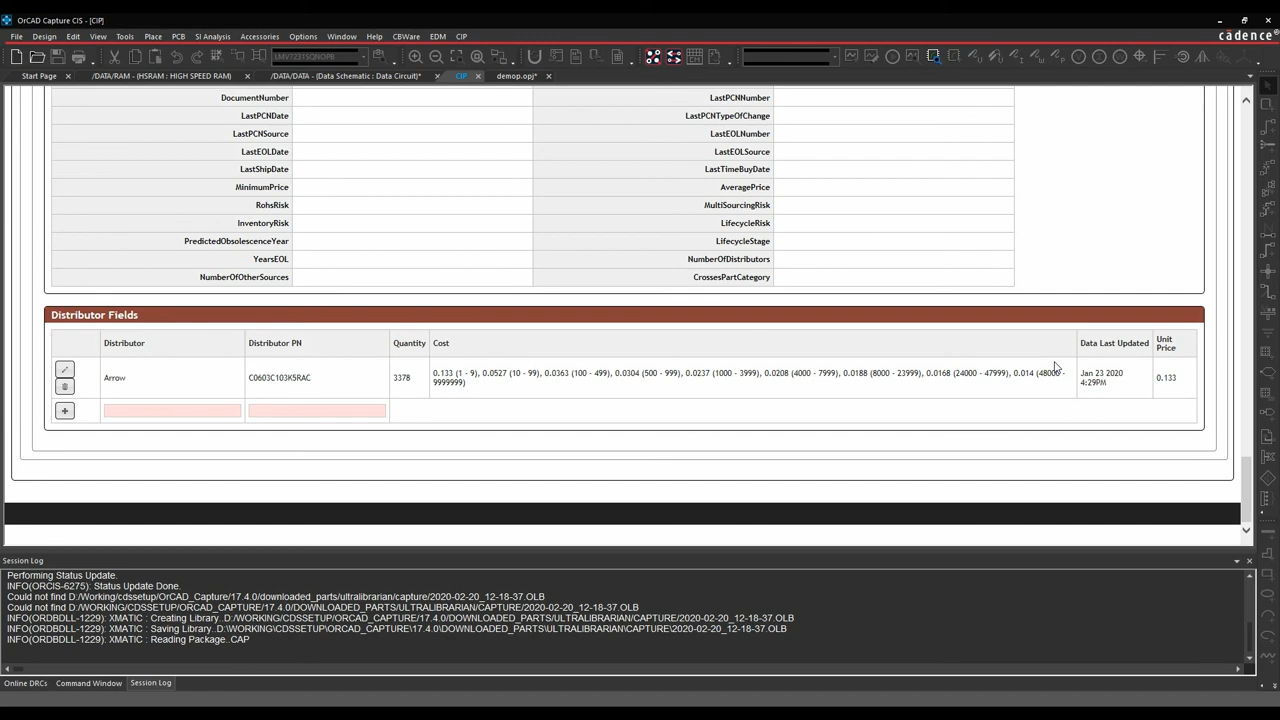 OrCAD Capture CIS - [CIP]
File Design Edit View Tools Place PCB SI Analysis Accessories Options Window Help CBWare EDM CIP
cādence
LMV7231SQNOPB
Start Page /DATA/RAM - (HSRAM : HIGH SPEED RAM) /DATA/DATA - (Data Schematic : Data Circuit)* CIP demop.opj*
DocumentNumber LastPCNNumber
LastPCNDate LastPCNTypeOfChange
LastPCNSource LastEOLNumber
LastEOLDate LastEOLSource
LastShipDate LastTimeBuyDate
MinimumPrice AveragePrice
RohsRisk MultiSourcingRisk
InventoryRisk LifecycleRisk
PredictedObsolescenceYear LifecycleStage
YearsEOL NumberOfDistributors
NumberOfOtherSources CrossesPartCategory
Distributor Fields
Distributor Distributor PN Quantity Cost Data Last Updated Unit
Price
Arrow C0603C103K5RAC 3378 0.133 (1 - 9), 0.0527 (10 - 99), 0.0363 (100 - 499), 0.0304 (500 - 999), 0.0237 (1000 - 3999), 0.0208 (4000 - 7999), 0.0188 (8000 - 23999), 0.0168 (24000 - 47999), 0.014 (48000 - Jan 23 2020 0.133
9999999) 4:29PM
Session Log
Performing Status Update.
INFO(ORCIS-6275): Status Update Done.
Could not find D:/Working/cdssetup/OrCAD_Capture/17.4.0/downloaded_parts/ultralibrarian/capture/2020-02-20_12-18-37.OLB
Could not find D:/WORKING/CDSSETUP/ORCAD_CAPTURE/17.4.0/DOWNLOADED_PARTS/ULTRALIBRARIAN/CAPTURE/2020-02-20_12-18-37.OLB
INFO(ORDBDLL-1229): XMATIC : Creating Library..D:/WORKING/CDSSETUP/ORCAD_CAPTURE/17.4.0/DOWNLOADED_PARTS/ULTRALIBRARIAN/CAPTURE/2020-02-20_12-18-37.OLB
INFO(ORDBDLL-1229): XMATIC : Saving Library..D:\WORKING\CDSSETUP\ORCAD_CAPTURE\17.4.0\DOWNLOADED_PARTS\ULTRALIBRARIAN\CAPTURE\2020-02-20_12-18-37.OLB
INFO(ORDBDLL-1229): XMATIC : Reading Package..CAP
Online DRCs Command Window Session Log